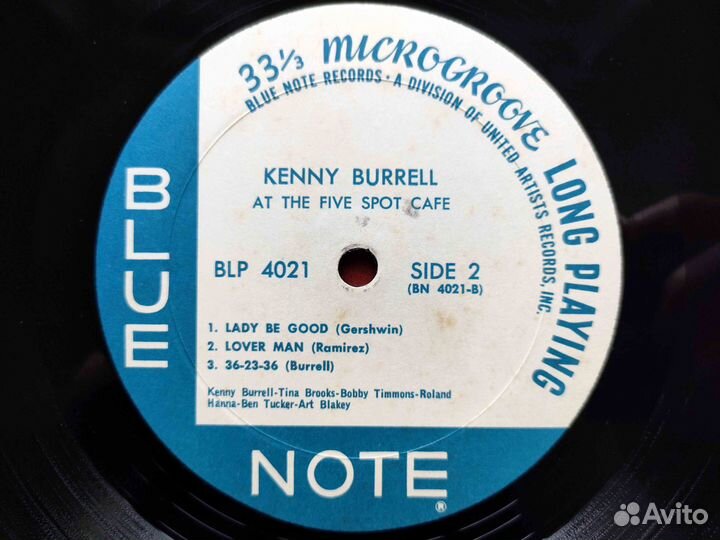 33⅓ MICROGROOVE LONG PLAYING
BLUE NOTE RECORDS • A DIVISION OF UNITED ARTISTS RECORDS, INC.
KENNY BURRELL
AT THE FIVE SPOT CAFE
BLP 4021
SIDE 2
(BN 4021-B)
1. LADY BE GOOD (Gershwin)
2. LOVER MAN (Ramirez)
3. 36-23-36 (Burrell)
Kenny Burrell-Tina Brooks-Bobby Timmons-Roland
Hanna-Ben Tucker-Art Blakey
BLUE
NOTE®
Avito